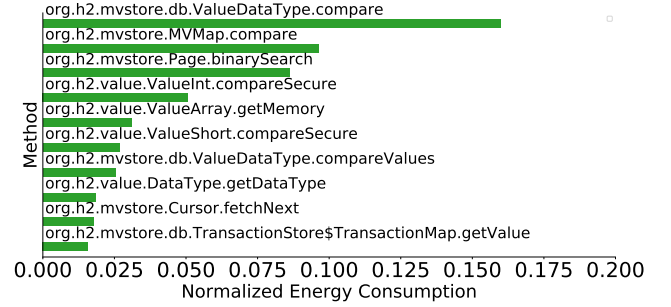 org.h2.mvstore.db.ValueDataType.compare
org.h2.mvstore.MVMap.compare
org.h2.mvstore.Page.binarySearch
org.h2.value.ValueInt.compareSecure
org.h2.value.ValueArray.getMemory
org.h2.value.ValueShort.compareSecure
org.h2.mvstore.db.ValueDataType.compareValues
org.h2.value.DataType.getDataType
org.h2.mvstore.Cursor.fetchNext
org.h2.mvstore.db.TransactionStore$TransactionMap.getValue
Method
0.000 0.025 0.050 0.075 0.100 0.125 0.150 0.175 0.200
Normalized Energy Consumption